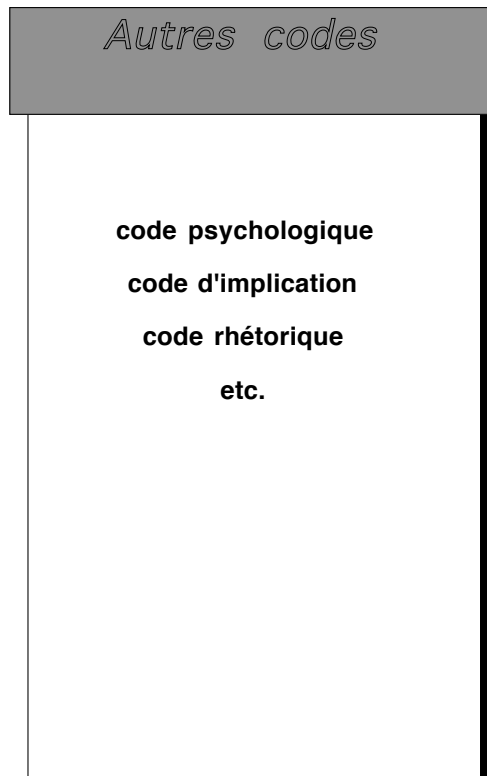 Autres codes
code psychologique
code d'implication
code rhétorique
etc.